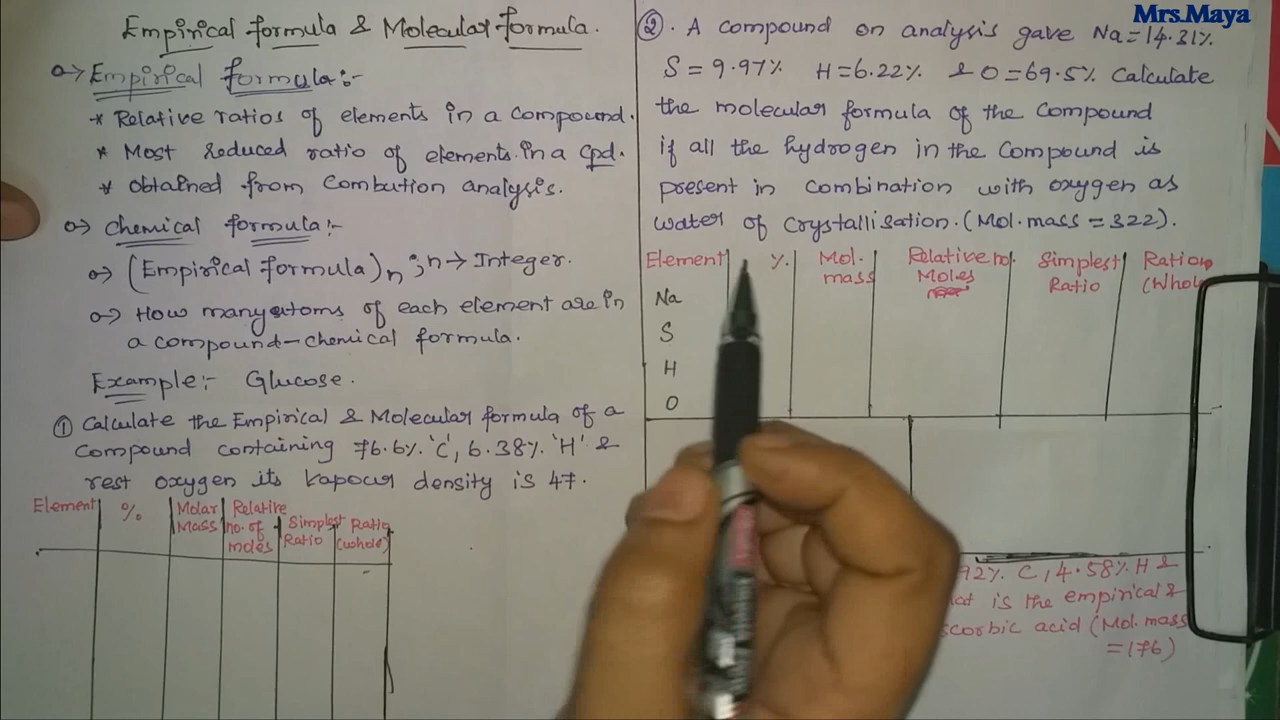 Mrs.Maya
Empirical formula & Molecular formula.
→ Empirical formula:-
* Relative ratios of elements in a compound.
* Most reduced ratio of elements in a cpd.
* obtained from Combution analysis.
→ Chemical formula:-
→ (Empirical formula)n ; n → Integer.
→ How many atoms of each element are in
a compound - chemical formula.
Example:- Glucose.
① Calculate the Empirical & Molecular formula of a
Compound containing 76.6% 'C', 6.38% 'H' &
rest oxygen its vapour density is 47.
Element % Molar Mass Relative no. of moles Simplest Ratio Ratio (whole)
②. A compound on analysis gave Na = 14.31%
S = 9.97% H = 6.22% & O = 69.5% Calculate
the molecular formula of the Compound
if all the hydrogen in the Compound is
present in combination with oxygen as
water of crystallisation. (Mol. mass = 322).
Element % Mol. mass Relative no. Moles Simplest Ratio Ratio (Whole
Na
S
H
O
92% C, 4.58% H &
is the empirical &
scorbic acid (Mol. mass
= 176)